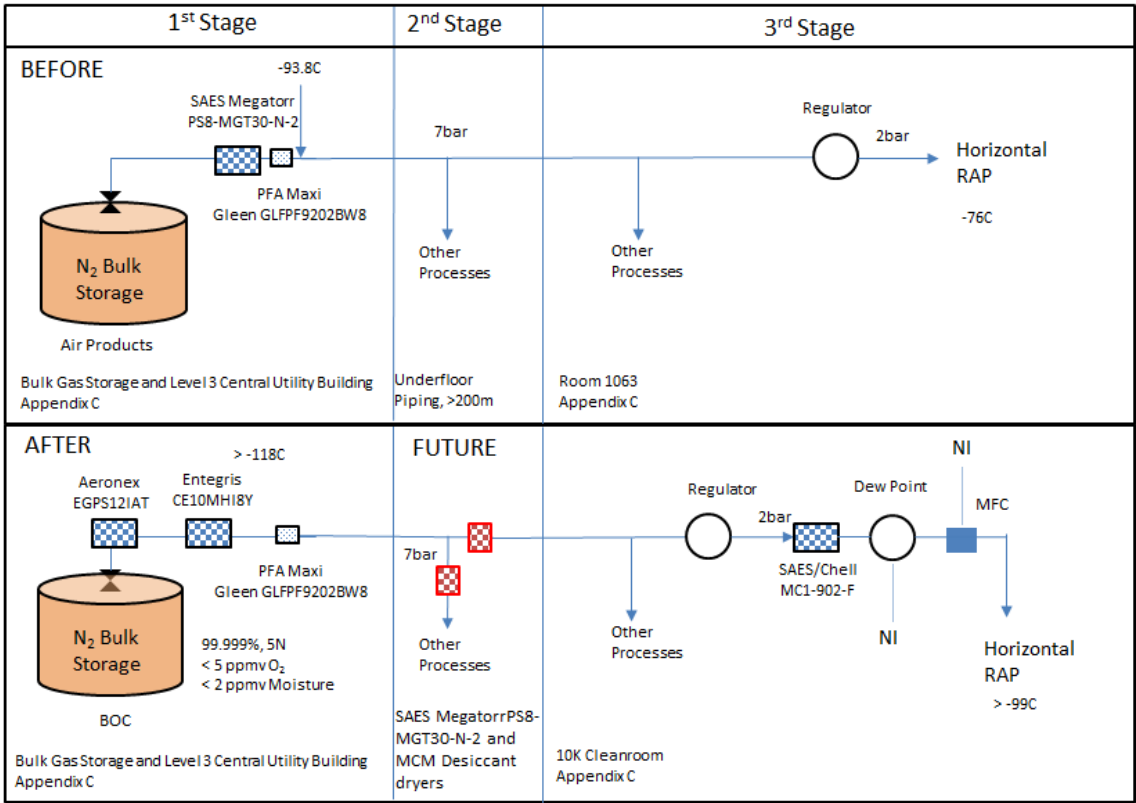 1st Stage
2nd Stage
3rd Stage
BEFORE
-93.8C
SAES Megatorr
PS8-MGT30-N-2
PFA Maxi
Gleen GLFPF9202BW8
N2 Bulk
Storage
Air Products
Bulk Gas Storage and Level 3 Central Utility Building
Appendix C
7bar
Other
Processes
Underfloor
Piping, >200m
Other
Processes
Regulator
2bar
Horizontal
RAP
-76C
Room 1063
Appendix C
AFTER
> -118C
Aeronex
EGPS12IAT
Entegris
CE10MHI8Y
PFA Maxi
Gleen GLFPF9202BW8
N2 Bulk
Storage
99.999%, 5N
< 5 ppmv O2
< 2 ppmv Moisture
BOC
Bulk Gas Storage and Level 3 Central Utility Building
Appendix C
FUTURE
7bar
Other
Processes
SAES MegatorrPS8-
MGT30-N-2 and
MCM Desiccant
dryers
Other
Processes
Regulator
2bar
SAES/Chell
MC1-902-F
Dew Point
NI
NI
MFC
Horizontal
RAP
> -99C
10K Cleanroom
Appendix C